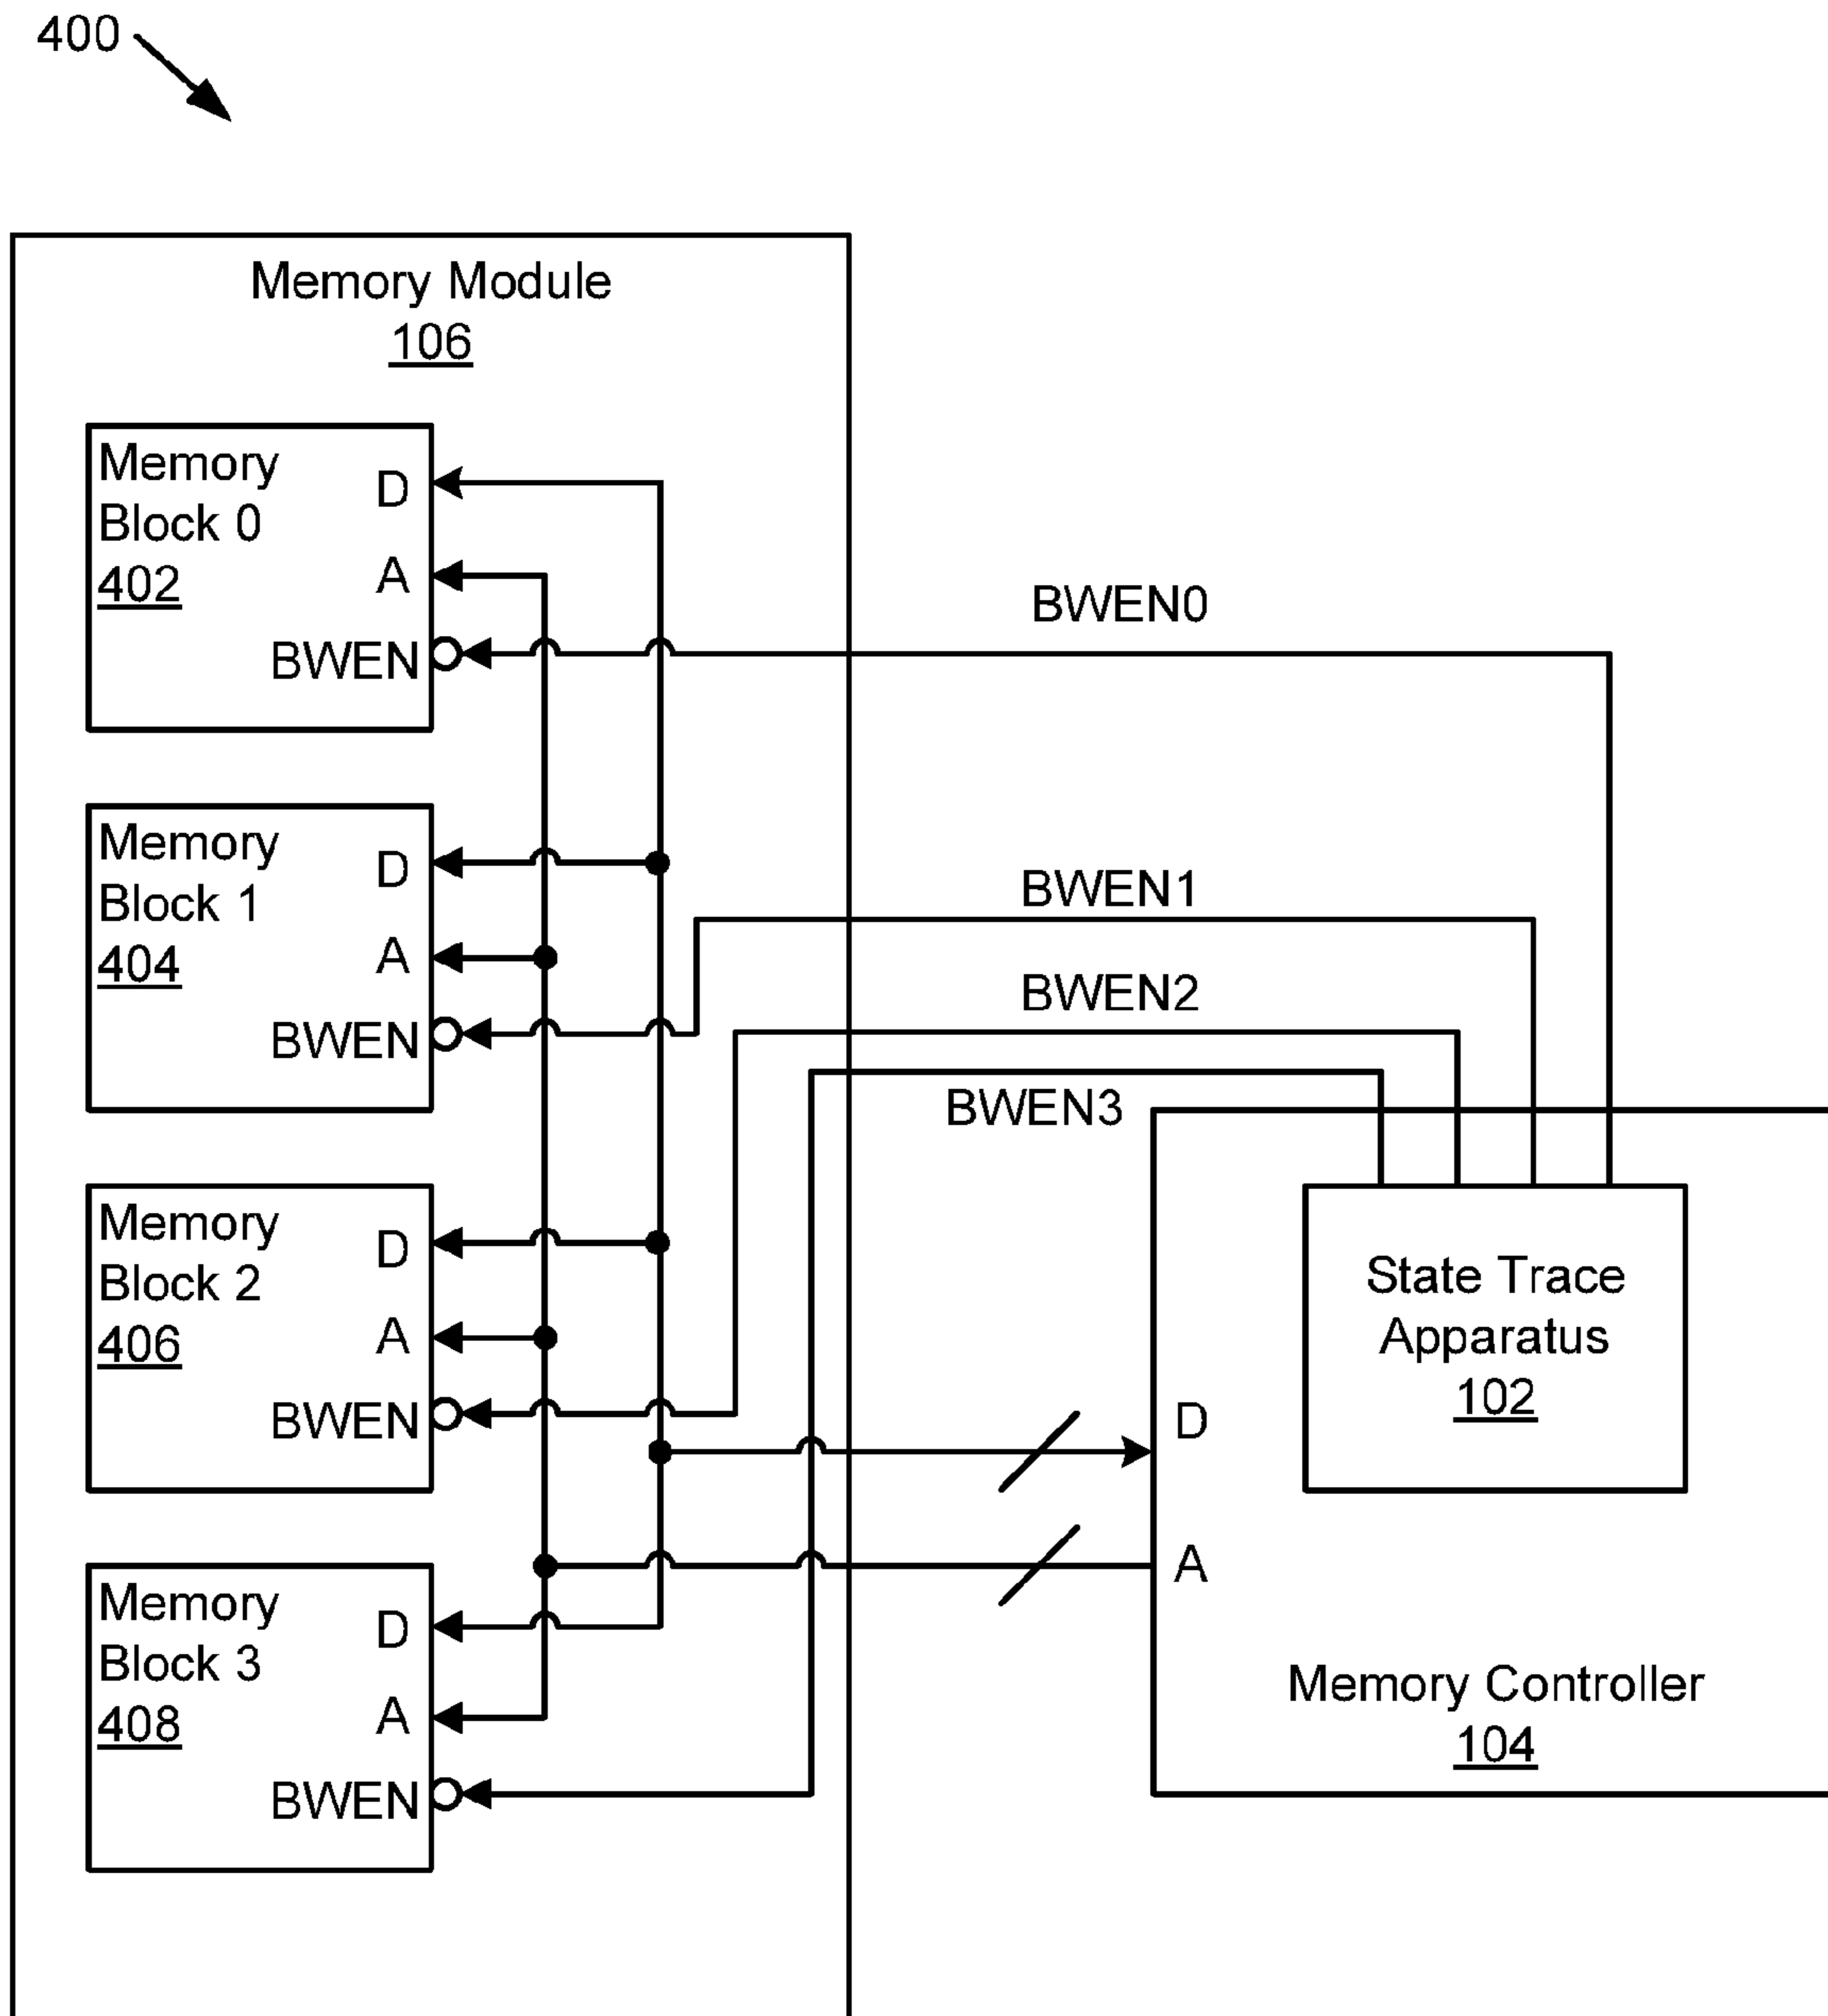 400
Memory Module
106
Memory
Block 0
402
D
A
BWEN
BWEN0
Memory
Block 1
404
D
A
BWEN
BWEN1
BWEN2
BWEN3
Memory
Block 2
406
D
A
BWEN
State Trace
Apparatus
102
D
A
Memory
Block 3
408
D
A
BWEN
Memory Controller
104